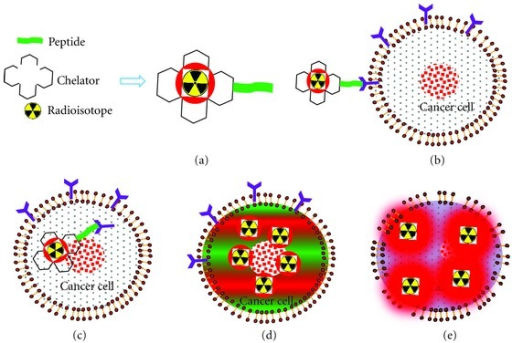 Peptide
Chelator
Radioisotope
(a)
Cancer cell
(b)
Cancer cell
(c)
Cancer cell
(d)
(e)